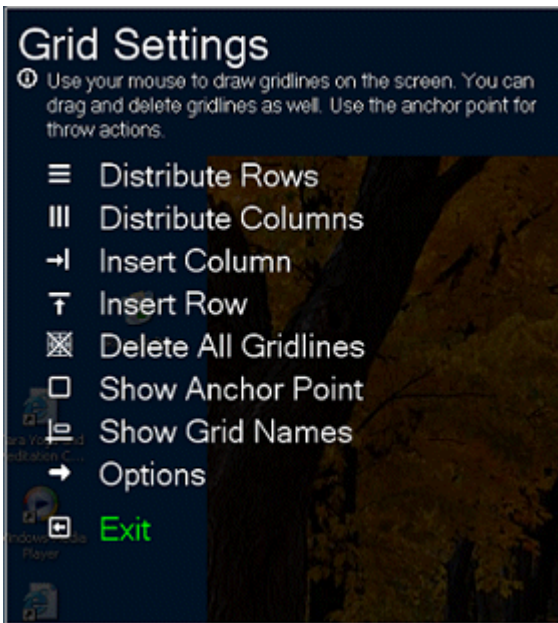 Grid Settings
Use your mouse to draw gridlines on the screen. You can
drag and delete gridlines as well. Use the anchor point for
throw actions.
Distribute Rows
Distribute Columns
Insert Column
Insert Row
Delete All Gridlines
Show Anchor Point
Show Grid Names
Options
Exit
Player